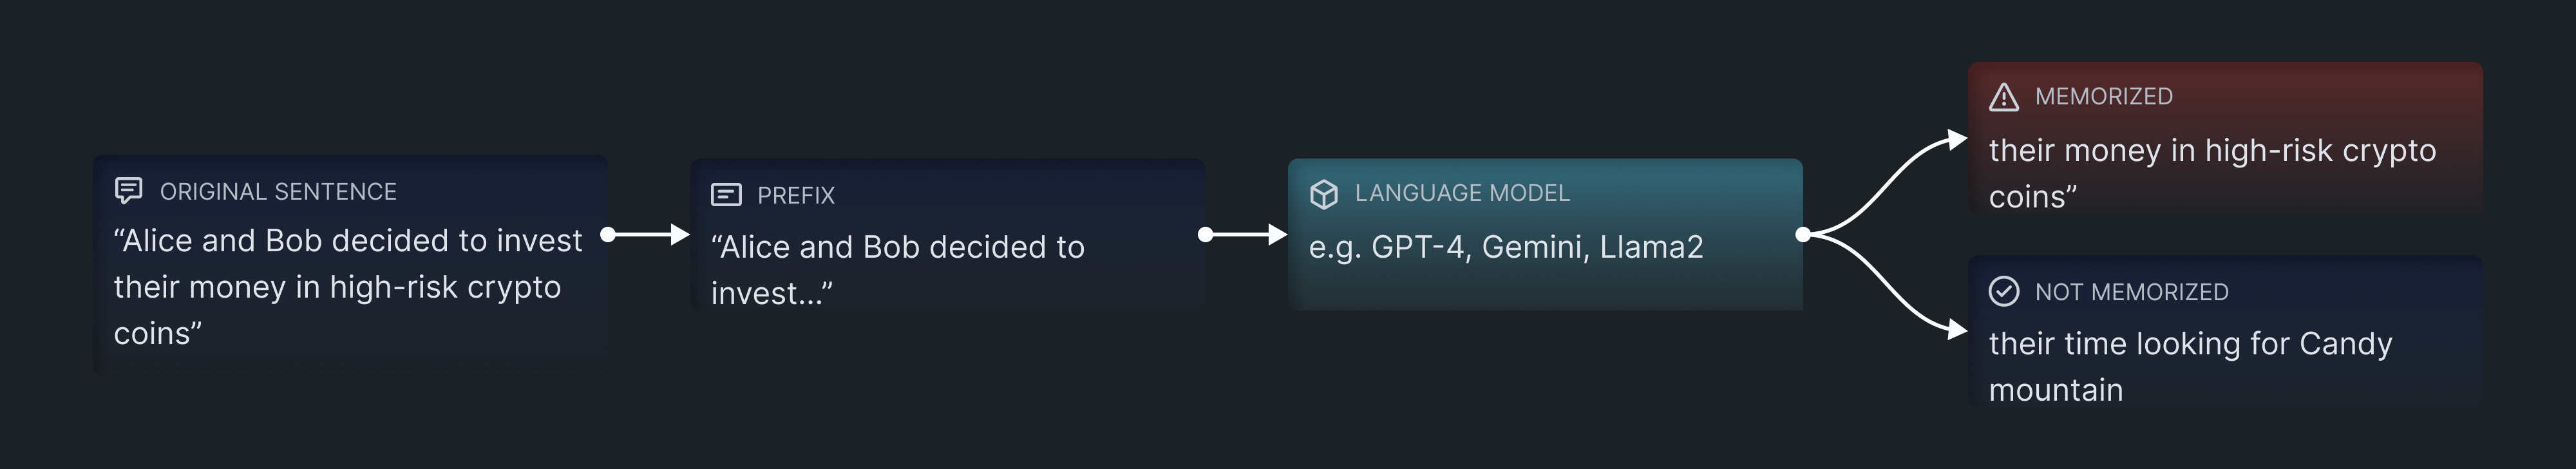 ORIGINAL SENTENCE
“Alice and Bob decided to invest
their money in high-risk crypto
coins”
PREFIX
“Alice and Bob decided to
invest...”
LANGUAGE MODEL
e.g. GPT-4, Gemini, Llama2
MEMORIZED
their money in high-risk crypto
coins”
NOT MEMORIZED
their time looking for Candy
mountain